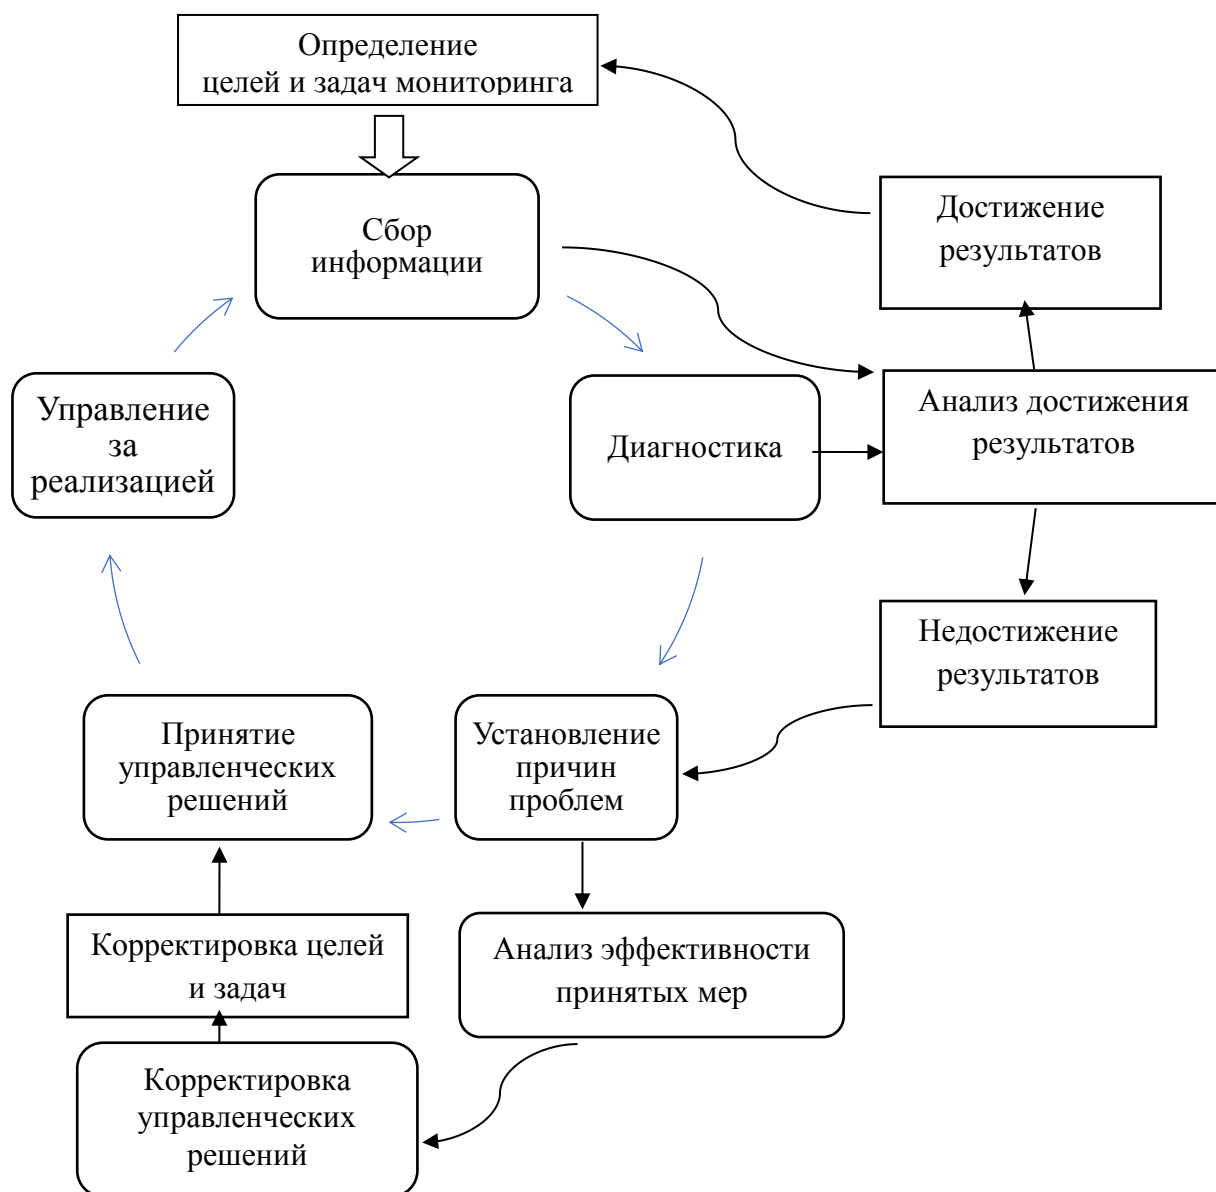 Определение
целей и задач мониторинга
Сбор
информации
Достижение
результатов
Управление
за
реализацией
Диагностика
Анализ достижения
результатов
Недостижение
результатов
Принятие
управленческих
решений
Установление
причин
проблем
Корректировка целей
и задач
Анализ эффективности
принятых мер
Корректировка
управленческих
решений